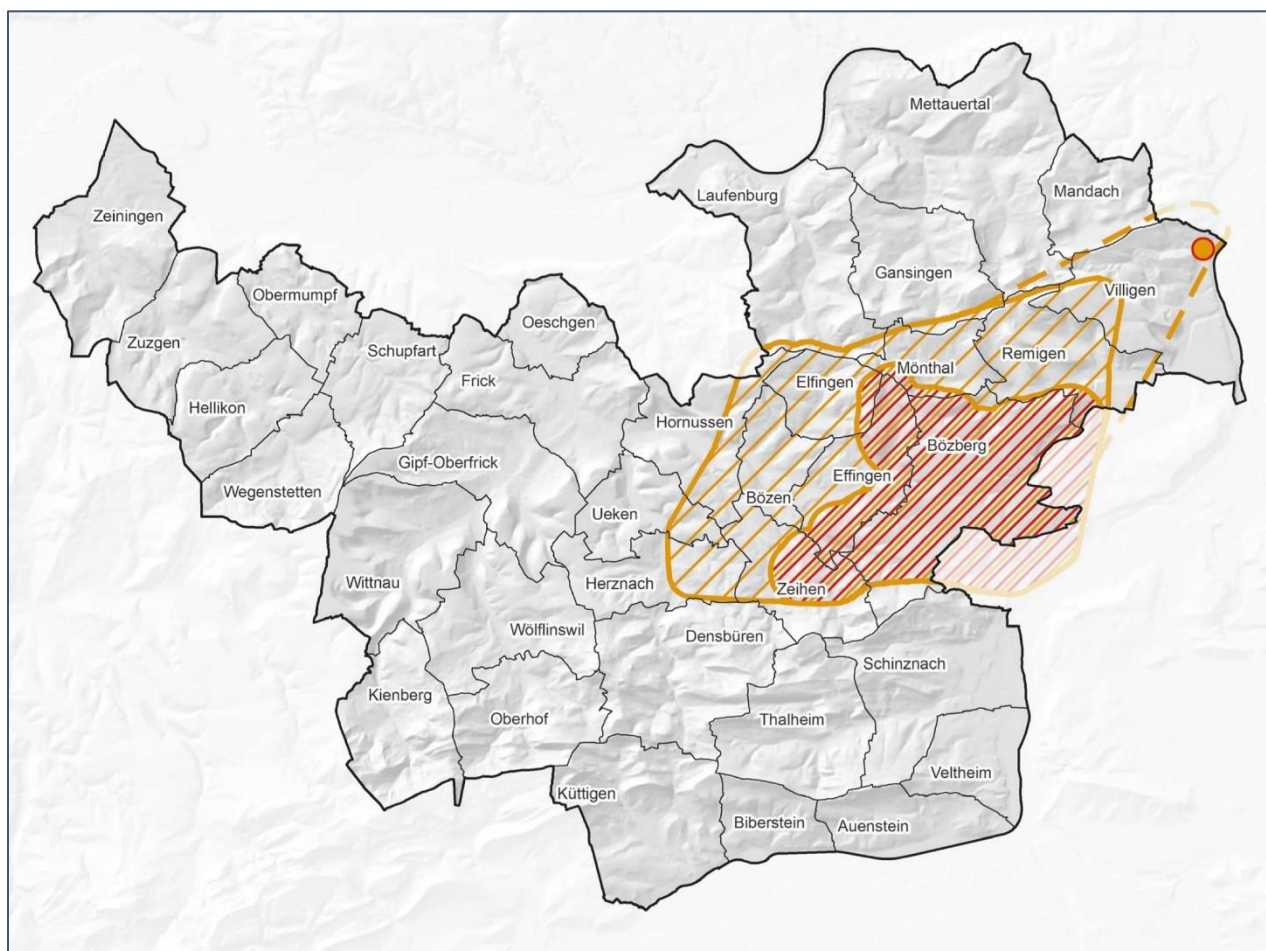 Mettauertal
Laufenburg
Mandach
Zeiningen
Gansingen
Obermumpf
Villigen
Oeschgen
Zuzgen
Schupfart
Remigen
Frick
Mönthal
Elfingen
Hellikon
Hornussen
Bözberg
Gipf-Oberfrick
Effingen
Wegenstetten
Bözen
Ueken
Wittnau
Herznach
Zeihen
Wölflinswil
Densbüren
Schinznach
Kienberg
Oberhof
Thalheim
Veltheim
Küttigen
Biberstein
Auenstein